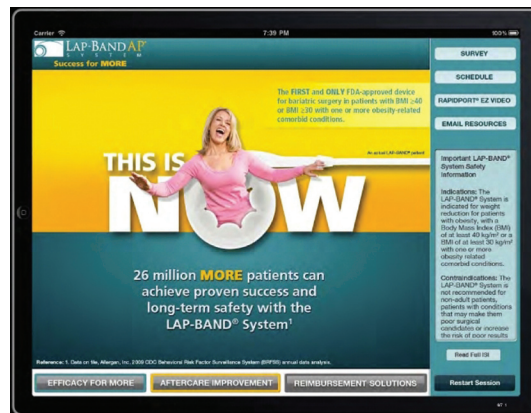 Carrier
7:39 PM
100%
LAP-BAND AP®
SYSTEM
Success for MORE
The FIRST and ONLY FDA-approved device
for bariatric surgery in patients with BMI ≥40
or BMI ≥30 with one or more obesity-related
comorbid conditions.
An actual LAP-BAND® patient
THIS IS
NOW
26 million MORE patients can
achieve proven success and
long-term safety with the
LAP-BAND® System¹
Reference: 1. Data on file, Allergan, Inc. 2009 CDC Behavioral Risk Factor Surveillance System (BRFSS) annual data analysis.
EFFICACY FOR MORE
AFTERCARE IMPROVEMENT
REIMBURSEMENT SOLUTIONS
SURVEY
SCHEDULE
RAPIDPORT® EZ VIDEO
EMAIL RESOURCES
Important LAP-BAND®
System Safety
Information
Indications: The
LAP-BAND® System is
indicated for weight
reduction for patients
with obesity, with a
Body Mass Index (BMI)
of at least 40 kg/m² or a
BMI of at least 30 kg/m²
with one or more
obesity related
comorbid conditions.
Contraindications: The
LAP-BAND® System is
not recommended for
non-adult patients,
patients with conditions
that may make them
poor surgical
candidates or increase
the risk of poor results
Read Full ISI
Restart Session